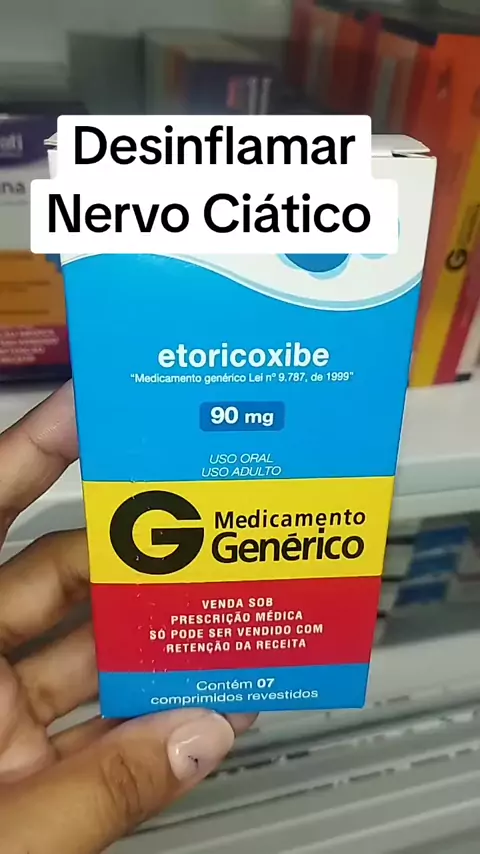 Desinflamar
Nervo Ciático
etoricoxibe
"Medicamento genérico Lei nº 9.787, de 1999"
90 mg
USO ORAL
USO ADULTO
G Medicamento
Genérico
VENDA SOB
PRESCRIÇÃO MÉDICA
SÓ PODE SER VENDIDO COM
RETENÇÃO DA RECEITA
Contém 07
comprimidos revestidos